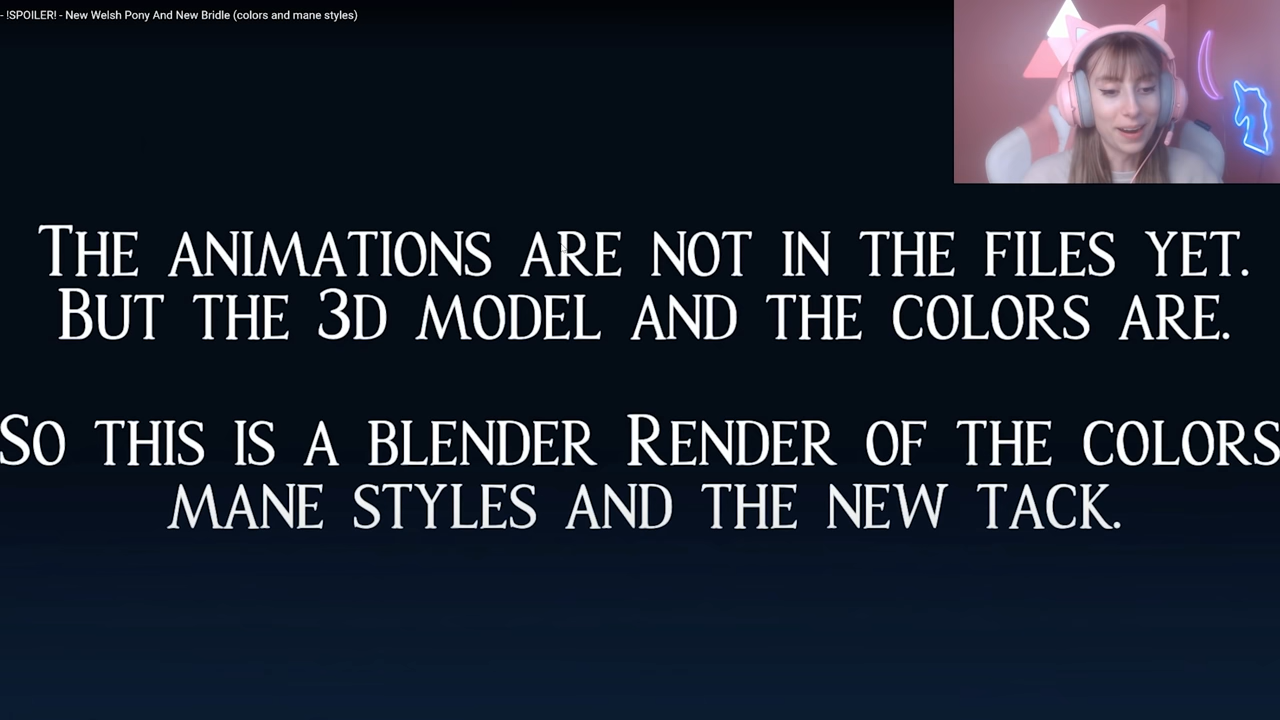 - !SPOILER! - New Welsh Pony And New Bridle (colors and mane styles)
THE ANIMATIONS ARE NOT IN THE FILES YET.
BUT THE 3D MODEL AND THE COLORS ARE.
SO THIS IS A BLENDER RENDER OF THE COLORS
MANE STYLES AND THE NEW TACK.